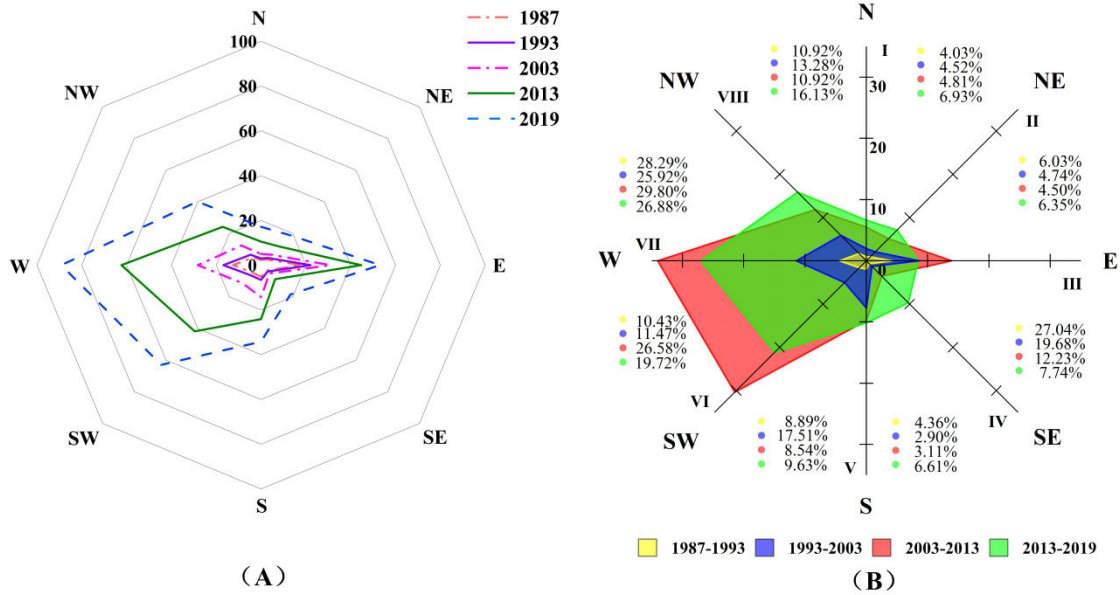 N
100
80
60
40
20
0
NW
NE
W
E
SW
SE
S
1987
1993
2003
2013
2019
（A）
N
I
30
20
10
0
NW
VIII
NE
II
W
VII
E
III
VI
SW
IV
SE
V
S
10.92%
13.28%
10.92%
16.13%
4.03%
4.52%
4.81%
6.93%
28.29%
25.92%
29.80%
26.88%
6.03%
4.74%
4.50%
6.35%
10.43%
11.47%
26.58%
19.72%
27.04%
19.68%
12.23%
7.74%
8.89%
17.51%
8.54%
9.63%
4.36%
2.90%
3.11%
6.61%
1987-1993
1993-2003
2003-2013
2013-2019
（B）